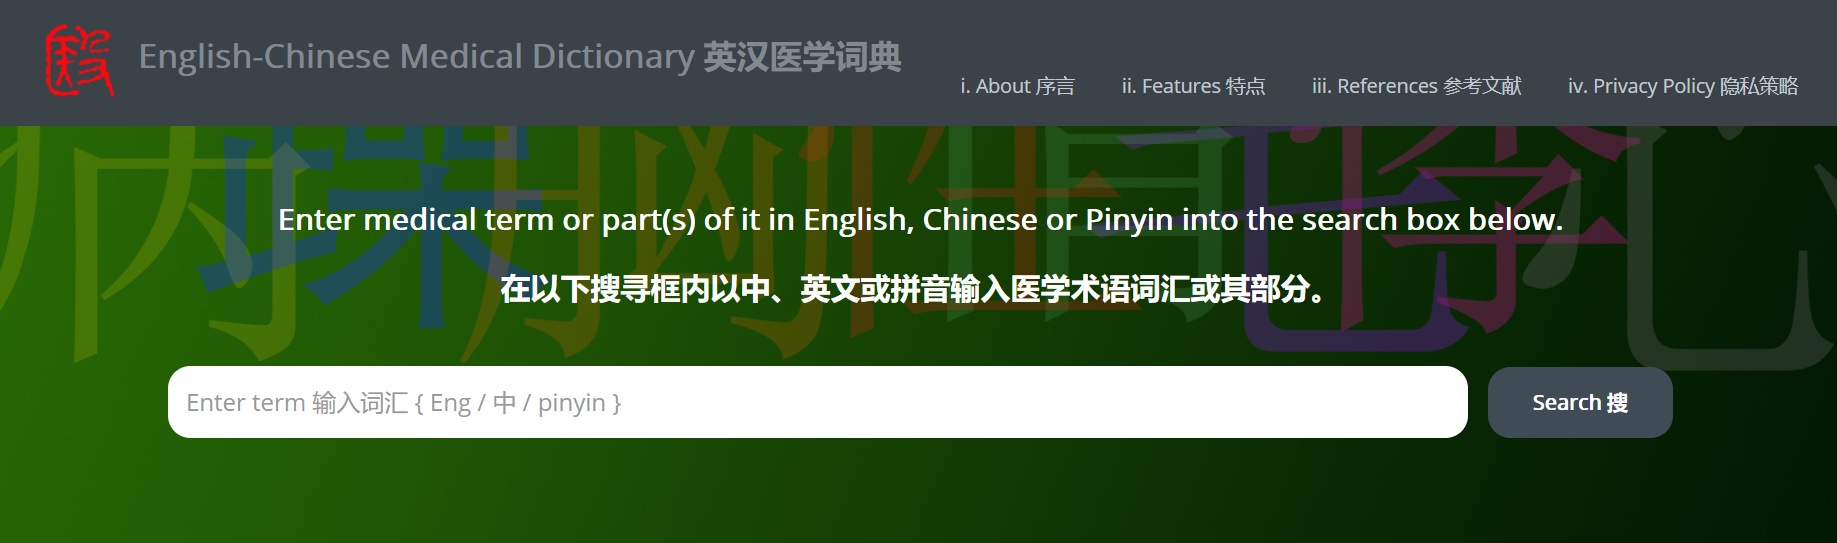 English-Chinese Medical Dictionary 英汉医学词典
i. About 序言
ii. Features 特点
iii. References 参考文献
iv. Privacy Policy 隐私策略
Enter medical term or part(s) of it in English, Chinese or Pinyin into the search box below.
在以下搜寻框内以中、英文或拼音输入医学术语词汇或其部分。
Enter term 输入词汇 { Eng / 中 / pinyin }
Search 搜